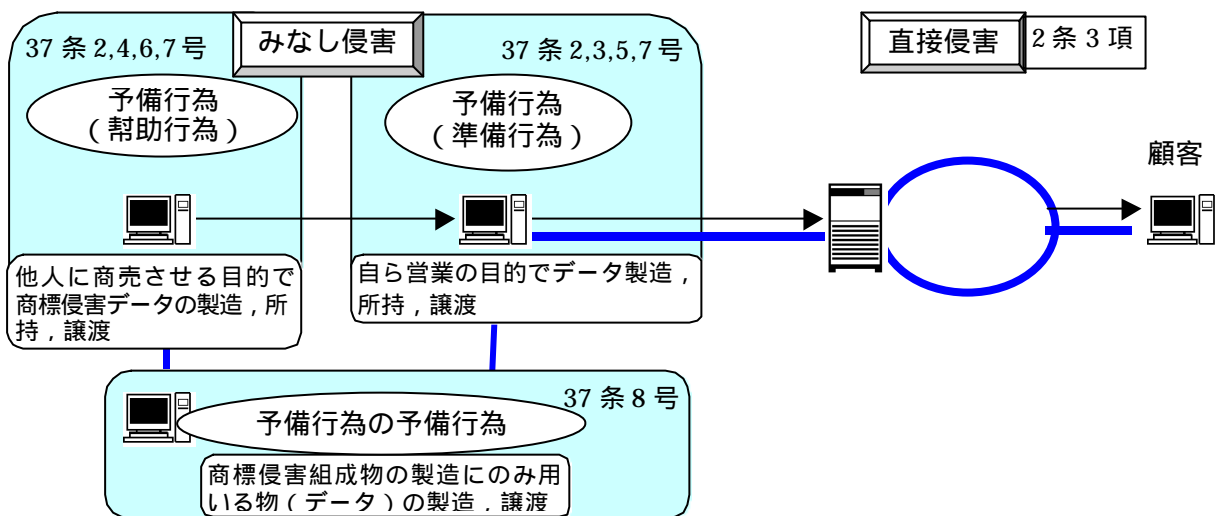 37 条 2,4,6,7 号
みなし侵害
37 条 2,3,5,7 号
直接侵害
2 条 3 項
予備行為
（幇助行為）
予備行為
（準備行為）
顧客
他人に商売させる目的で
商標侵害データの製造，所
持，譲渡
自ら営業の目的でデータ製造，
所持，譲渡
37 条 8 号
予備行為の予備行為
商標侵害組成物の製造にのみ用
いる物（データ）の製造，譲渡